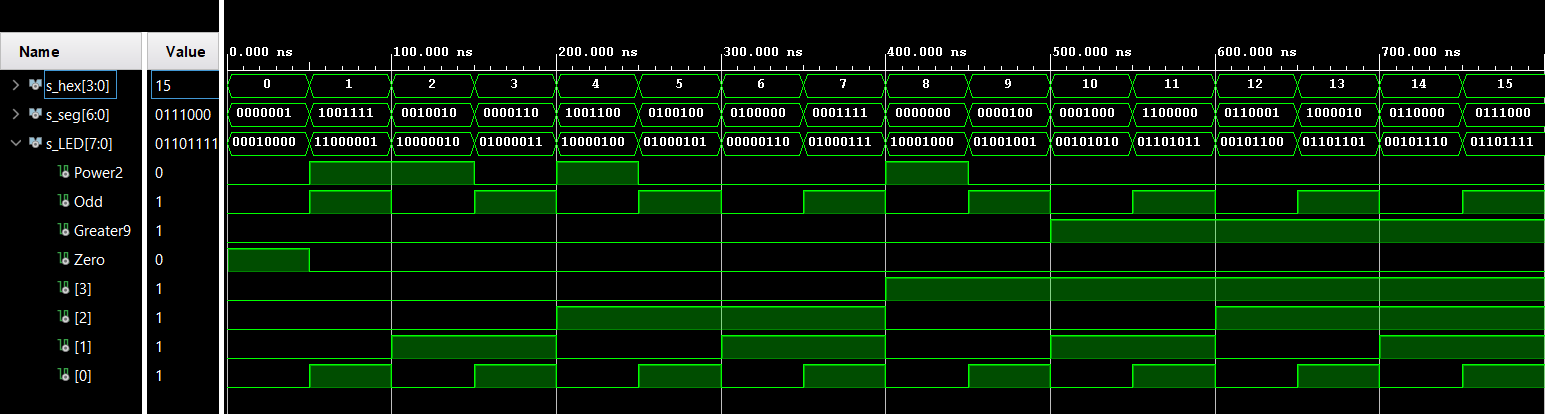 Name Value 0.000 ns 100.000 ns 200.000 ns 300.000 ns 400.000 ns 500.000 ns 600.000 ns 700.000 ns
s_hex[3:0] 15 0 1 2 3 4 5 6 7 8 9 10 11 12 13 14 15
s_seg[6:0] 0111000 0000001 1001111 0010010 0000110 1001100 0100100 0100000 0001111 0000000 0000100 0001000 1100000 0110001 1000010 0110000 0111000
s_LED[7:0] 01101111 00010000 11000001 10000010 01000011 10000100 01000101 00000110 01000111 10001000 01001001 00101010 01101011 00101100 01101101 00101110 01101111
Power2 0
Odd 1
Greater9 1
Zero 0
[3] 1
[2] 1
[1] 1
[0] 1